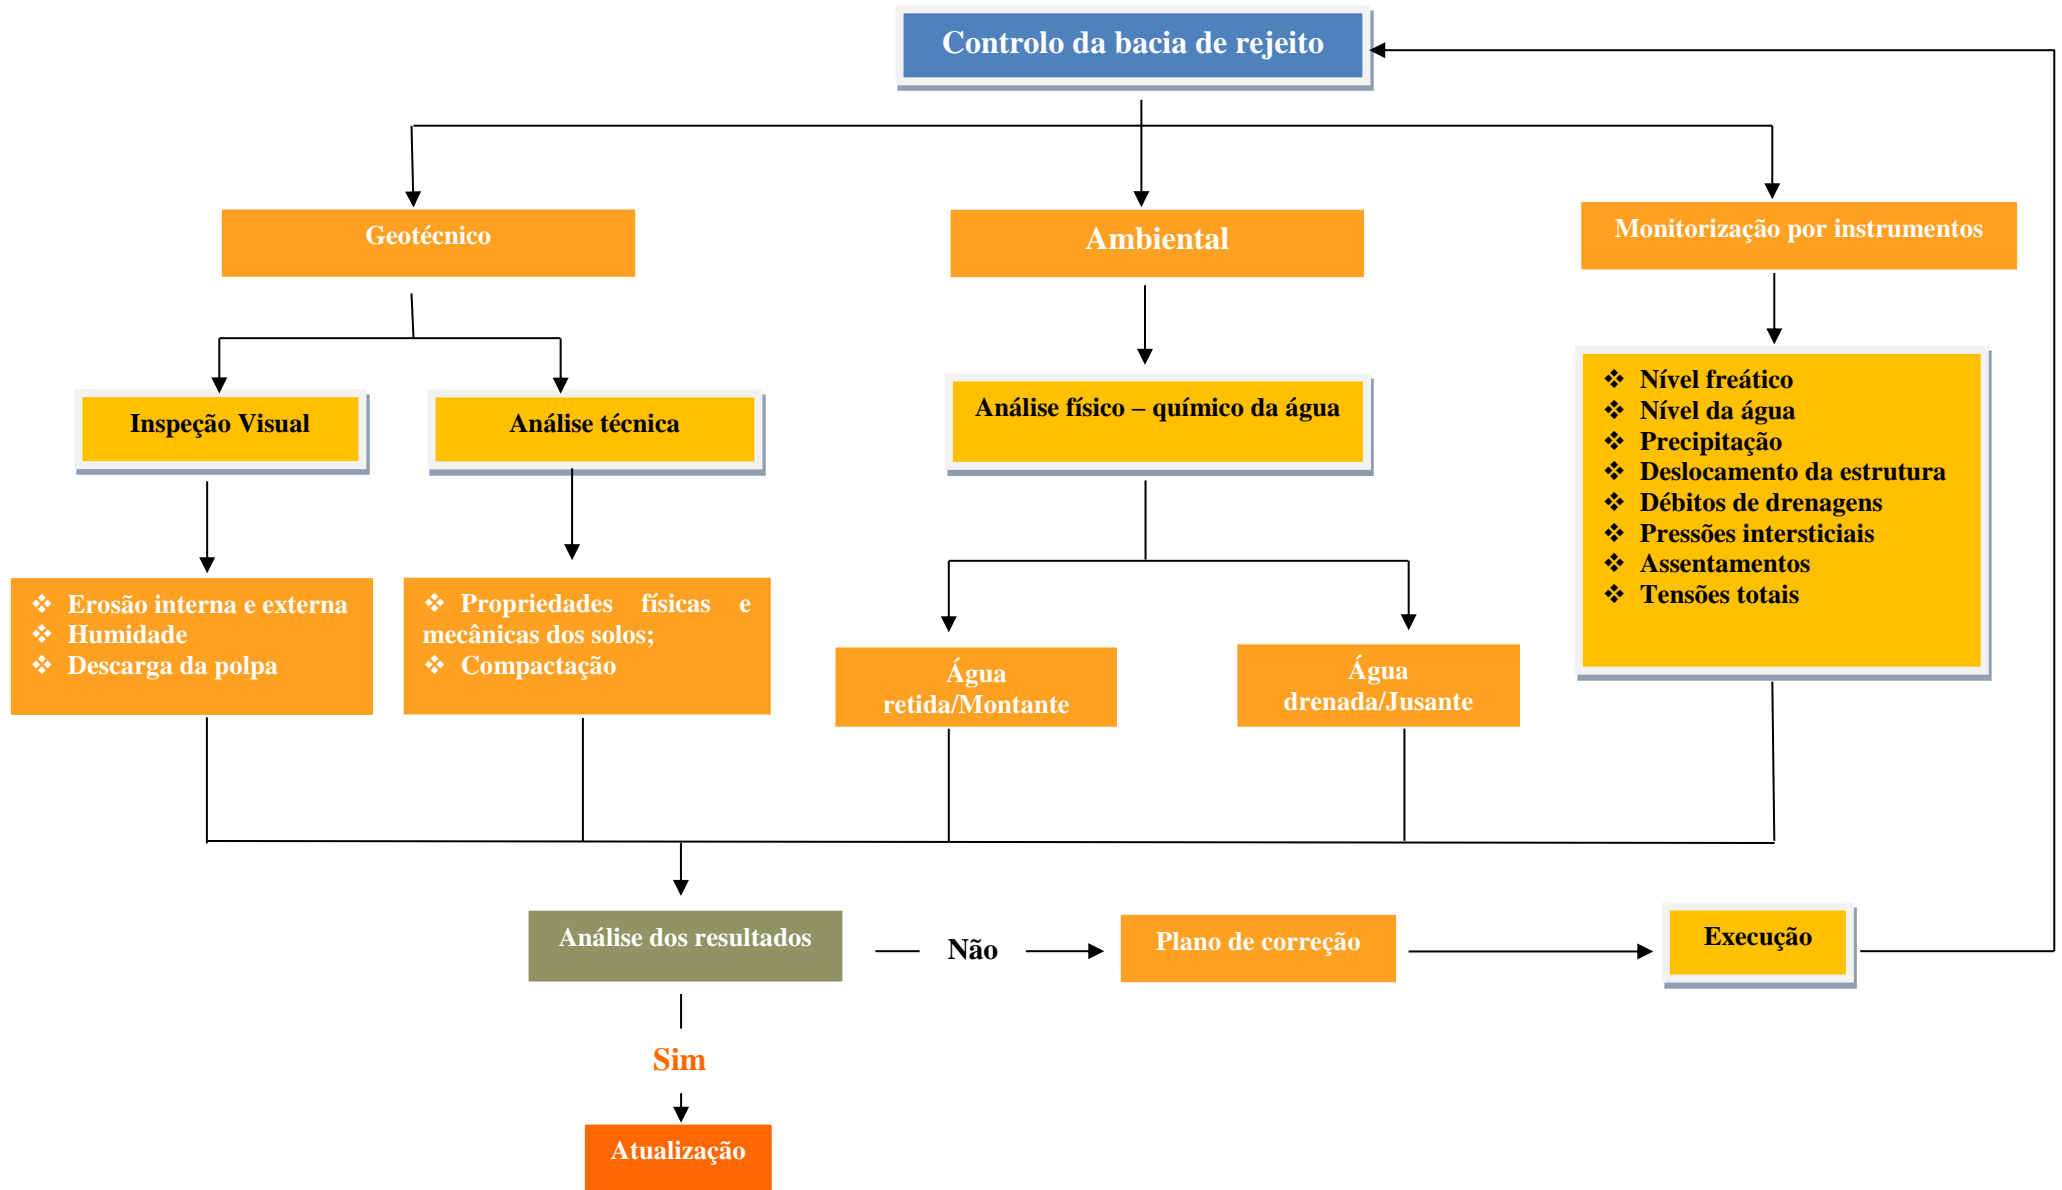 Controlo da bacia de rejeito
Geotécnico
Ambiental
Monitorização por instrumentos
Inspeção Visual
Análise técnica
Análise físico – químico da água
❖ Nível freático
❖ Nível da água
❖ Precipitação
❖ Deslocamento da estrutura
❖ Débitos de drenagens
❖ Pressões intersticiais
❖ Assentamentos
❖ Tensões totais
❖ Erosão interna e externa
❖ Humidade
❖ Descarga da polpa
❖ Propriedades físicas e
mecânicas dos solos;
❖ Compactação
Água
retida/Montante
Água
drenada/Jusante
Análise dos resultados
Não
Plano de correção
Execução
Sim
Atualização